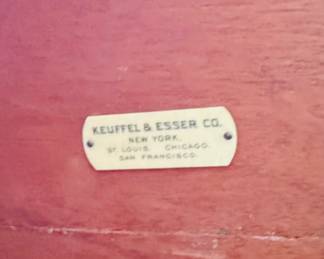 KEUFFEL & ESSER CO.
NEW YORK.
ST. LOUIS. CHICAGO.
SAN FRANCISCO.